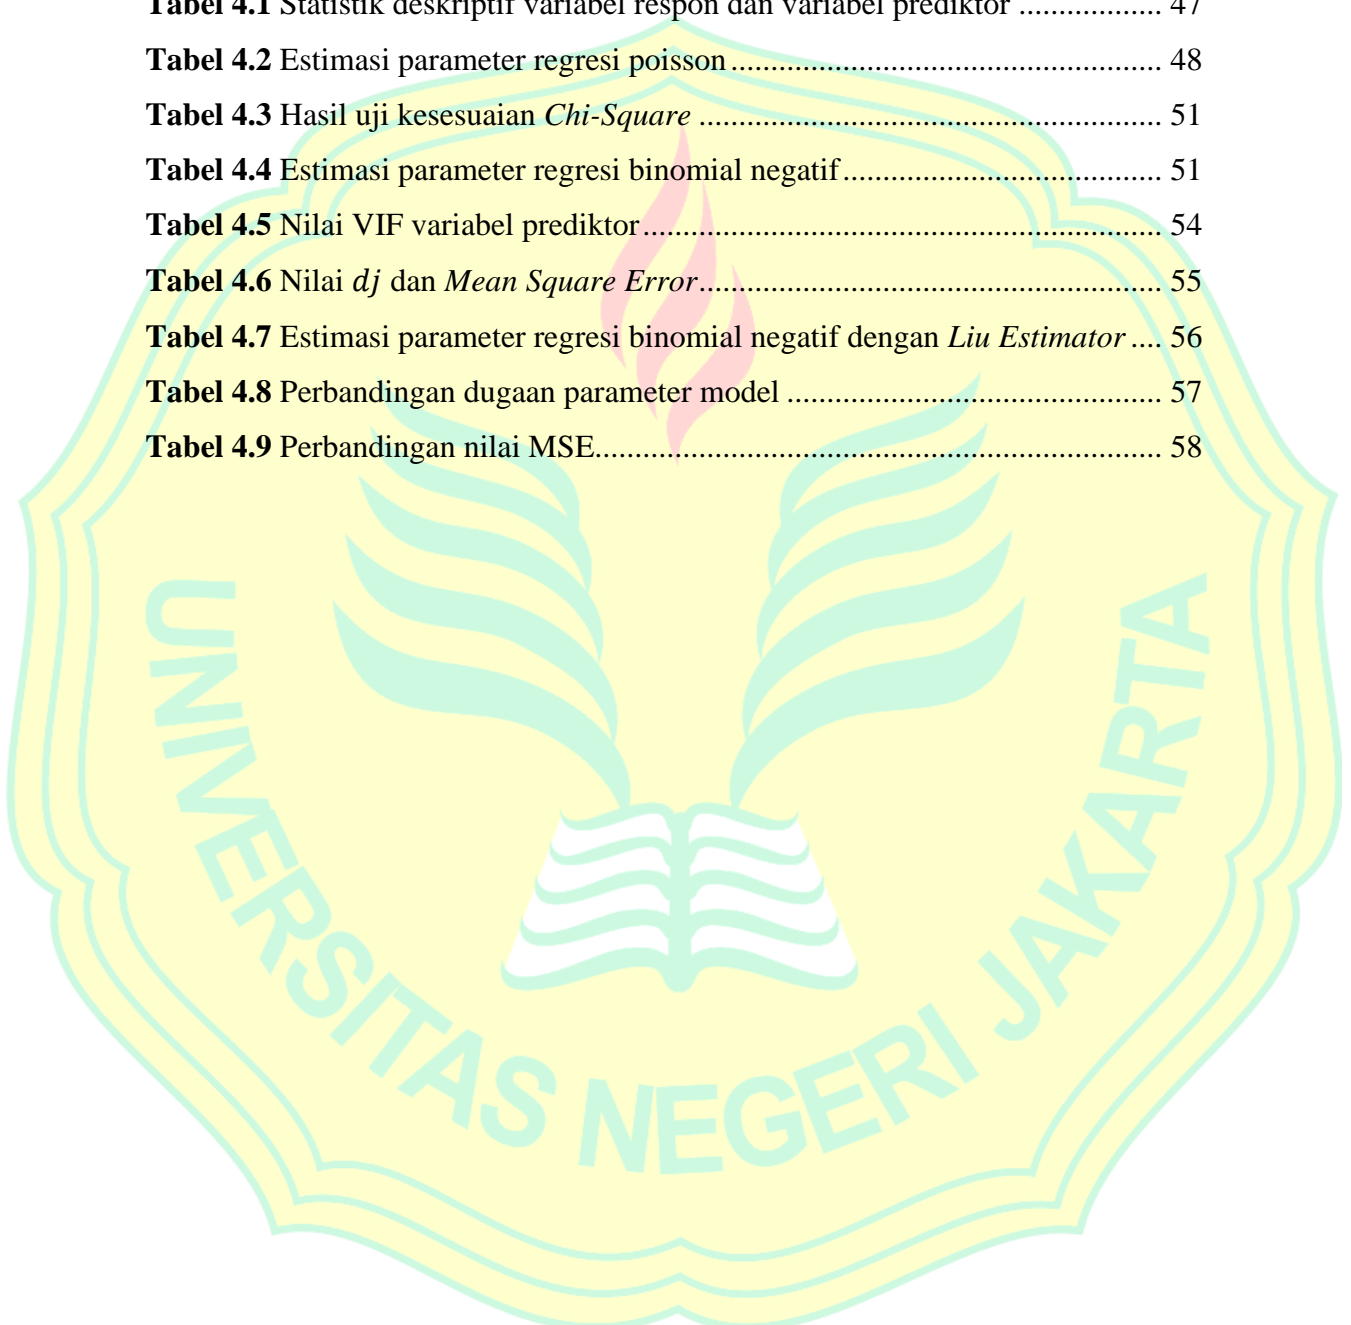 Tabel 4.1 Statistik deskriptif variabel respon dan variabel prediktor ................. 47
Tabel 4.2 Estimasi parameter regresi poisson ..................................................... 48
Tabel 4.3 Hasil uji kesesuaian Chi-Square ......................................................... 51
Tabel 4.4 Estimasi parameter regresi binomial negatif ....................................... 51
Tabel 4.5 Nilai VIF variabel prediktor ................................................................ 54
Tabel 4.6 Nilai dj dan Mean Square Error ......................................................... 55
Tabel 4.7 Estimasi parameter regresi binomial negatif dengan Liu Estimator .... 56
Tabel 4.8 Perbandingan dugaan parameter model .............................................. 57
Tabel 4.9 Perbandingan nilai MSE...................................................................... 58
UNIVERSITAS NEGERI JAKARTA